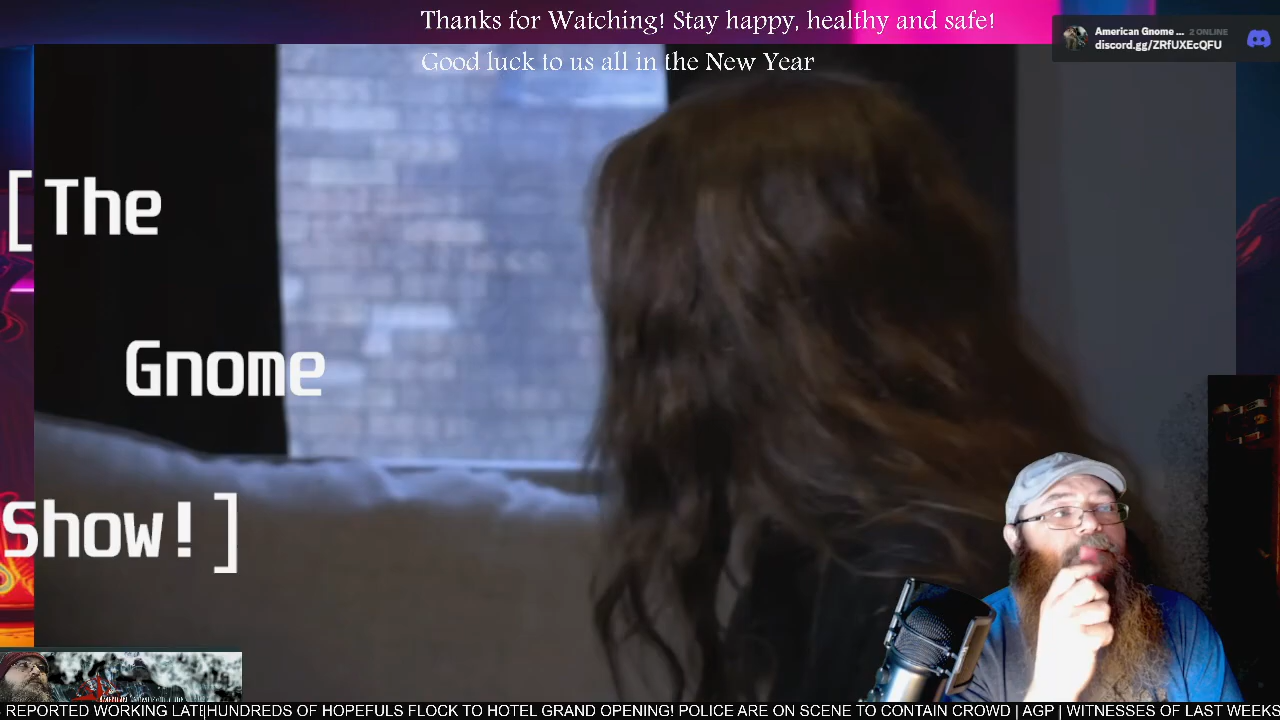 Thanks for Watching! Stay happy, healthy and safe!
American Gnome ... 2 ONLINE
discord.gg/ZRfUXEcQFU
Good luck to us all in the New Year
[The
Gnome
Show!]
REPORTED WORKING LAT|HUNDREDS OF HOPEFULS FLOCK TO HOTEL GRAND OPENING! POLICE ARE ON SCENE TO CONTAIN CROWD | AGP | WITNESSES OF LAST WEEKS